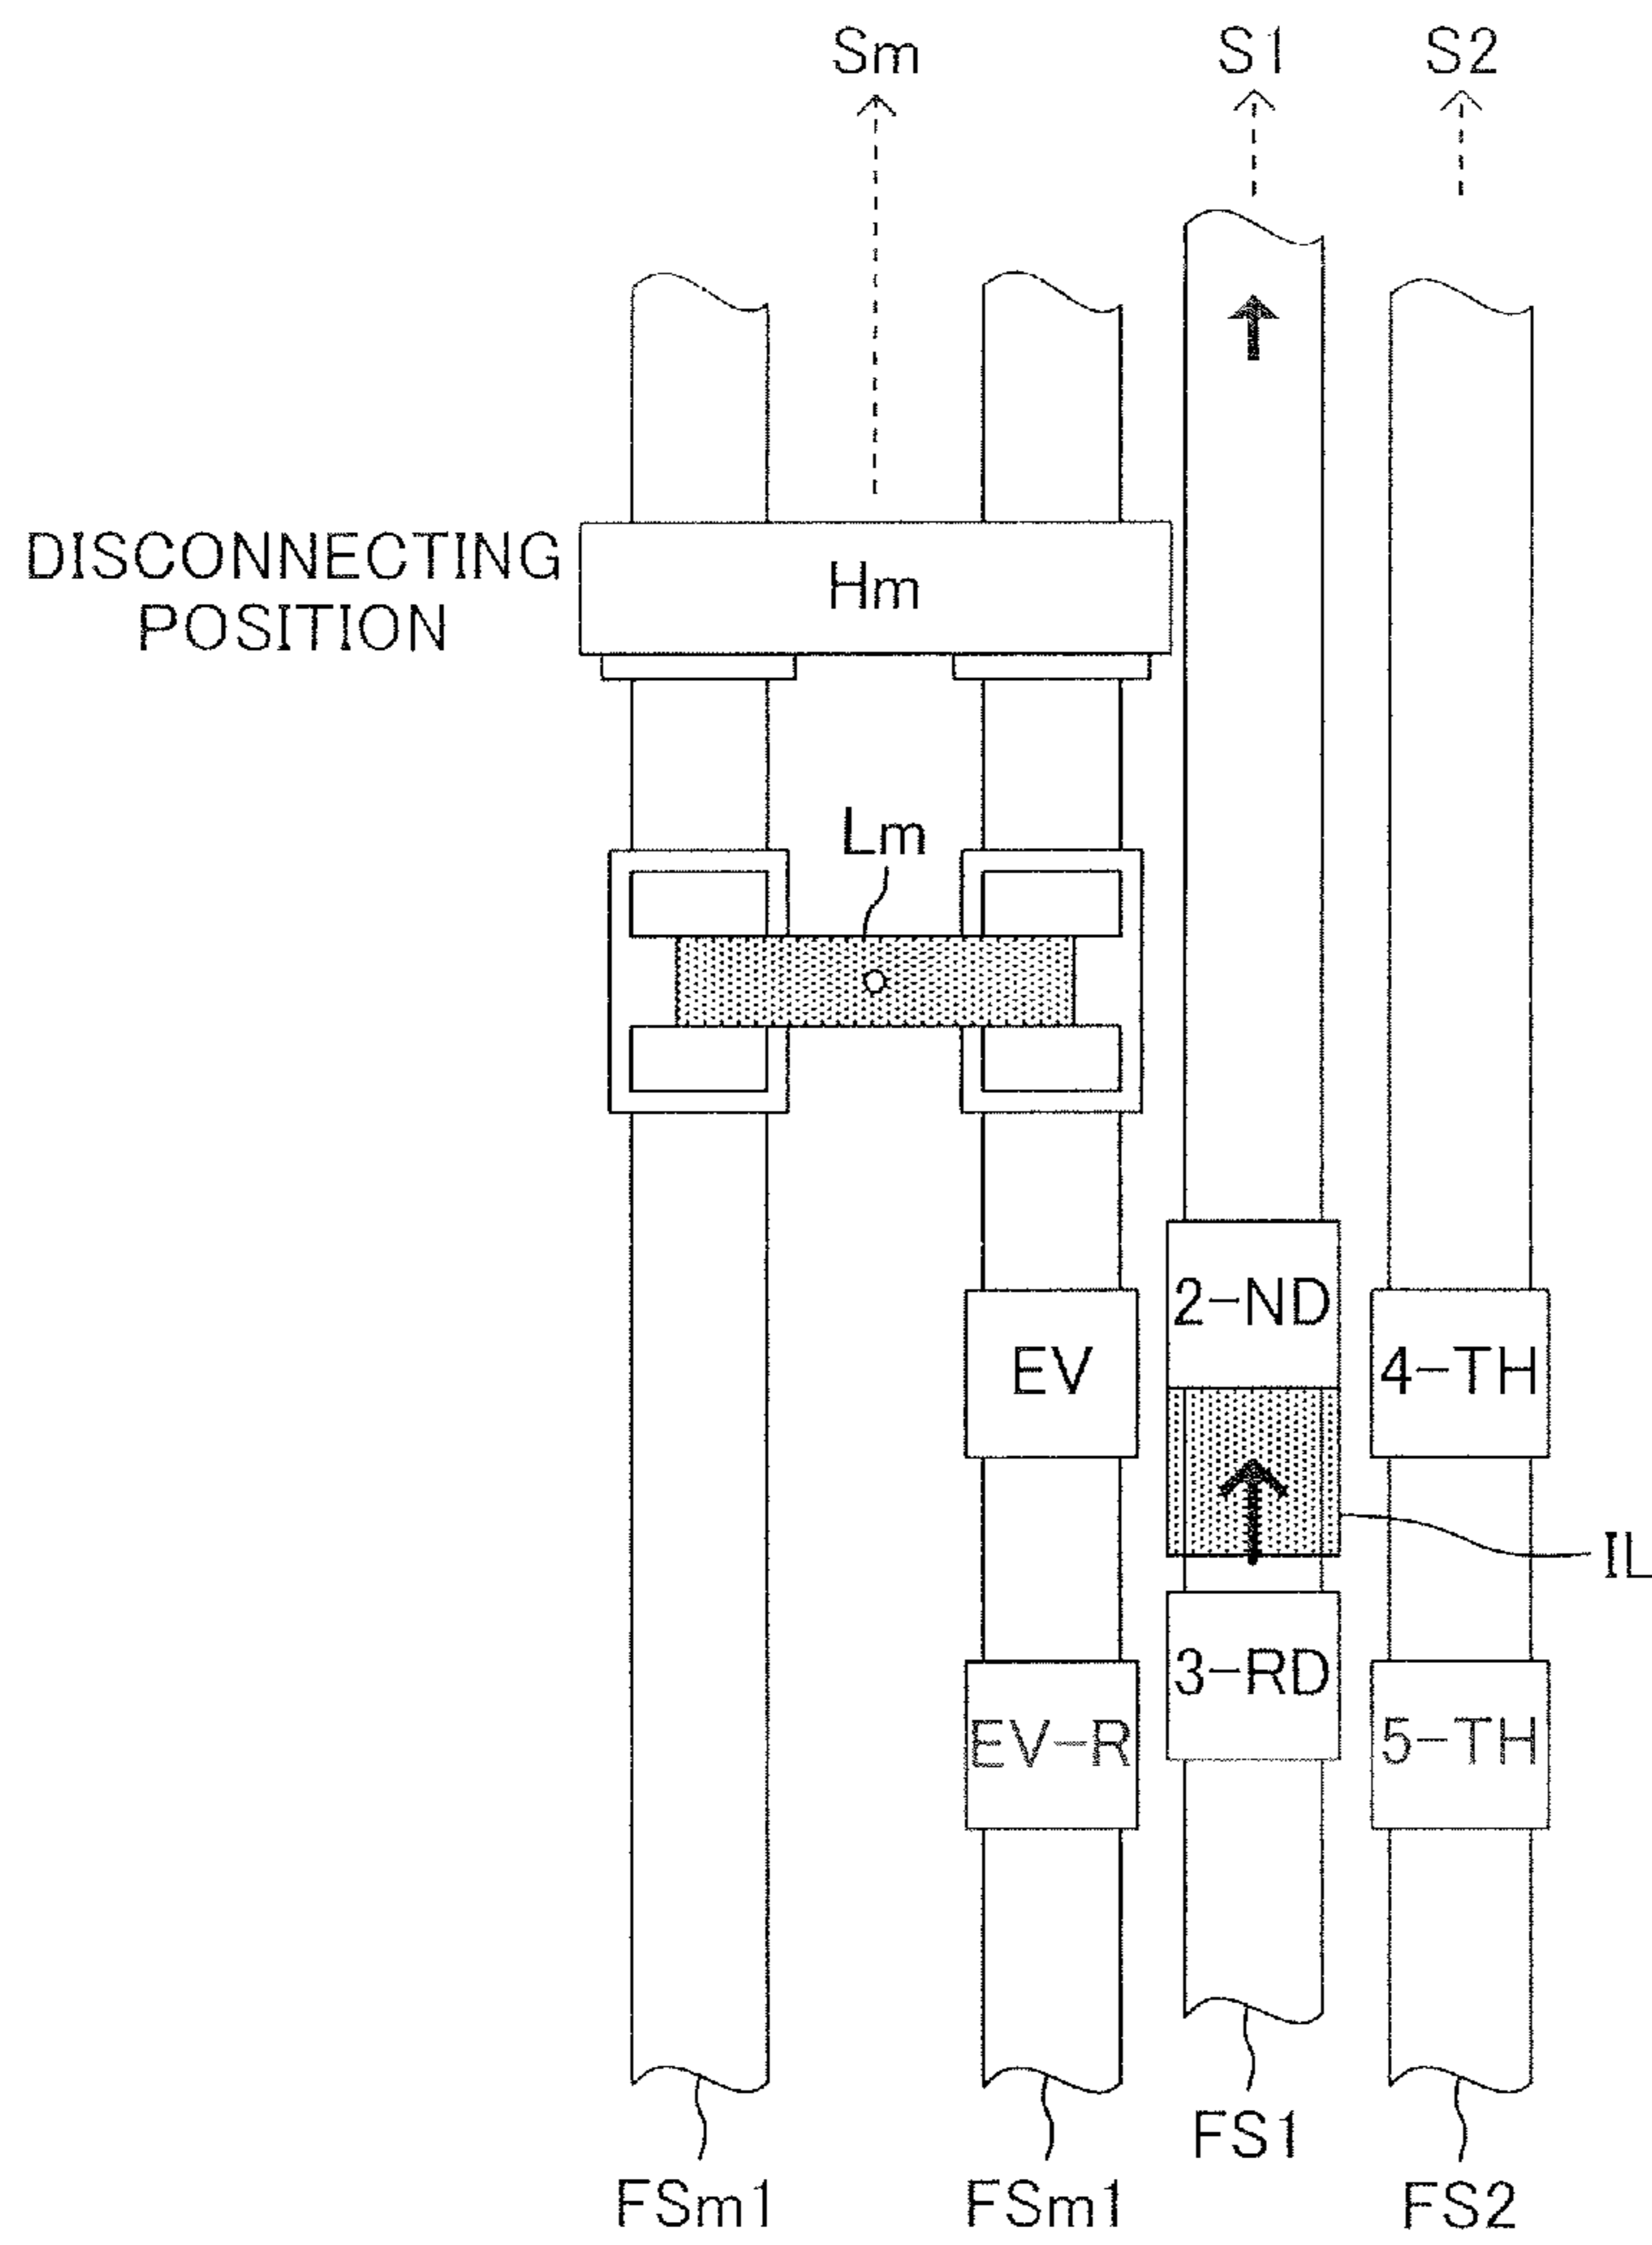 Sm
S1
S2
DISCONNECTING
POSITION
Hm
Lm
2-ND
EV
4-TH
IL
3-RD
EV-R
5-TH
FS1
FSm1
FSm1
FS2